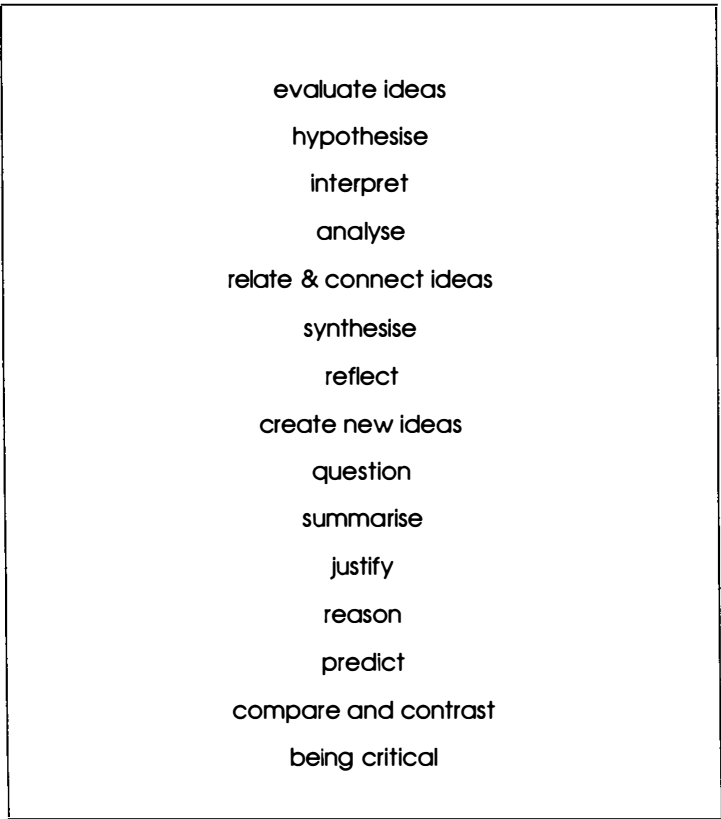 evaluate ideas
hypothesise
interpret
analyse
relate & connect ideas
synthesise
reflect
create new ideas
question
summarise
justify
reason
predict
compare and contrast
being critical